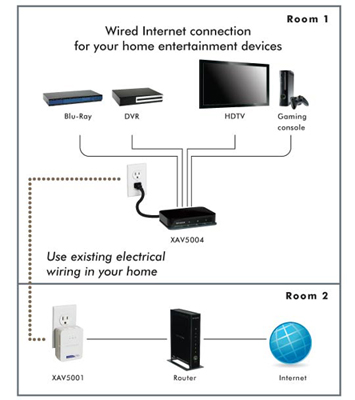 Room 1
Wired Internet connection
for your home entertainment devices
Blu-Ray
DVR
HDTV
Gaming
console
XAV5004
Use existing electrical
wiring in your home
Room 2
XAV5001
Router
Internet